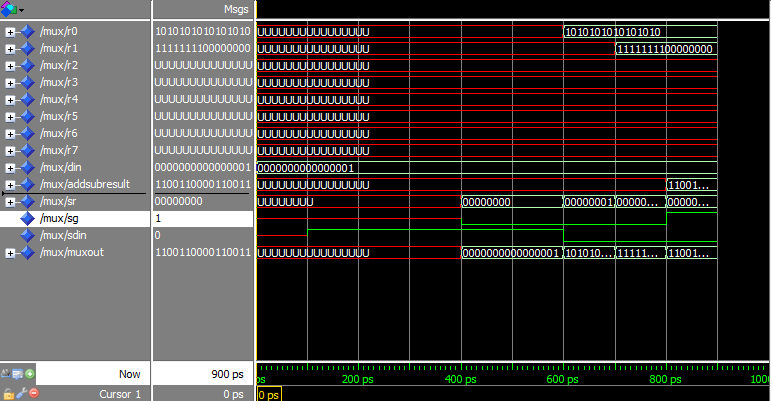 Msgs
/mux/r0 1010101010101010 UUUUUUUUUUUUUUUU 1010101010101010
/mux/r1 1111111100000000 UUUUUUUUUUUUUUUU 1111111100000000
/mux/r2 UUUUUUUUUUUUUUUU UUUUUUUUUUUUUUUU
/mux/r3 UUUUUUUUUUUUUUUU UUUUUUUUUUUUUUUU
/mux/r4 UUUUUUUUUUUUUUUU UUUUUUUUUUUUUUUU
/mux/r5 UUUUUUUUUUUUUUUU UUUUUUUUUUUUUUUU
/mux/r6 UUUUUUUUUUUUUUUU UUUUUUUUUUUUUUUU
/mux/r7 UUUUUUUUUUUUUUUU UUUUUUUUUUUUUUUU
/mux/din 0000000000000001 0000000000000001
/mux/addsubresult 1100110000110011 UUUUUUUUUUUUUUUU 11001...
/mux/sr 00000000 UUUUUUUU 00000000 00000001 00000... 00000...
/mux/sg 1
/mux/sdin 0
/mux/muxout 1100110000110011 UUUUUUUUUUUUUUUU 0000000000000001 101010... 11111... 11001...
Now 900 ps ps 200 ps 400 ps 600 ps 800 ps 1000
Cursor 1 0 ps 0 ps